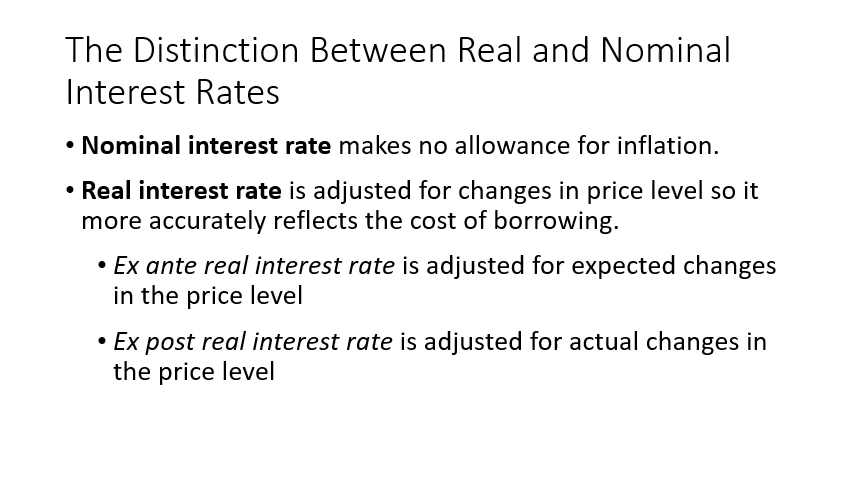 The Distinction Between Real and Nominal
Interest Rates
• Nominal interest rate makes no allowance for inflation.
• Real interest rate is adjusted for changes in price level so it
more accurately reflects the cost of borrowing.
• Ex ante real interest rate is adjusted for expected changes
in the price level
• Ex post real interest rate is adjusted for actual changes in
the price level